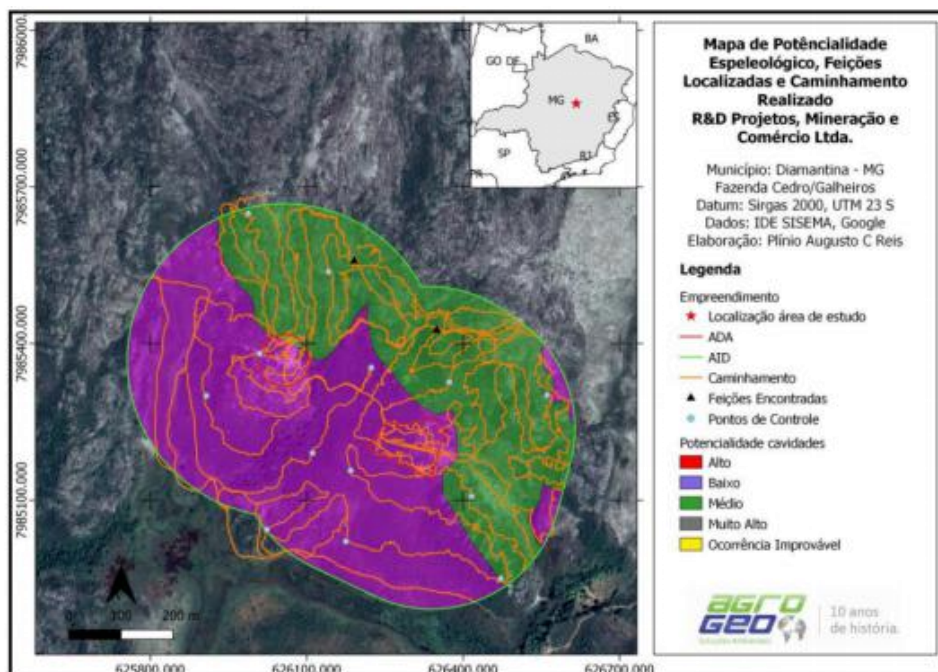 Mapa de Potêncialidade
Espeleológico, Feições
Localizadas e Caminhamento
Realizado
R&D Projetos, Mineração e
Comércio Ltda.
Município: Diamantina - MG
Fazenda Cedro/Galheiros
Datum: Sirgas 2000, UTM 23 S
Dados: IDE SISEMA, Google
Elaboração: Plínio Augusto C Reis
Legenda
Empreendimento
Localização área de estudo
ADA
AID
Caminhamento
Feições Encontradas
Pontos de Controle
Potencialidade cavidades
Alto
Baixo
Médio
Muito Alto
Ocorrência Improvável
AGRO
GEO
10 anos
de história.
BA
GO DF
MG
ES
SP
RJ
PR
7986000.000
7985700.000
7985400.000
7985100.000
0 100 200 m
625800.000 626100.000 626400.000 626700.000